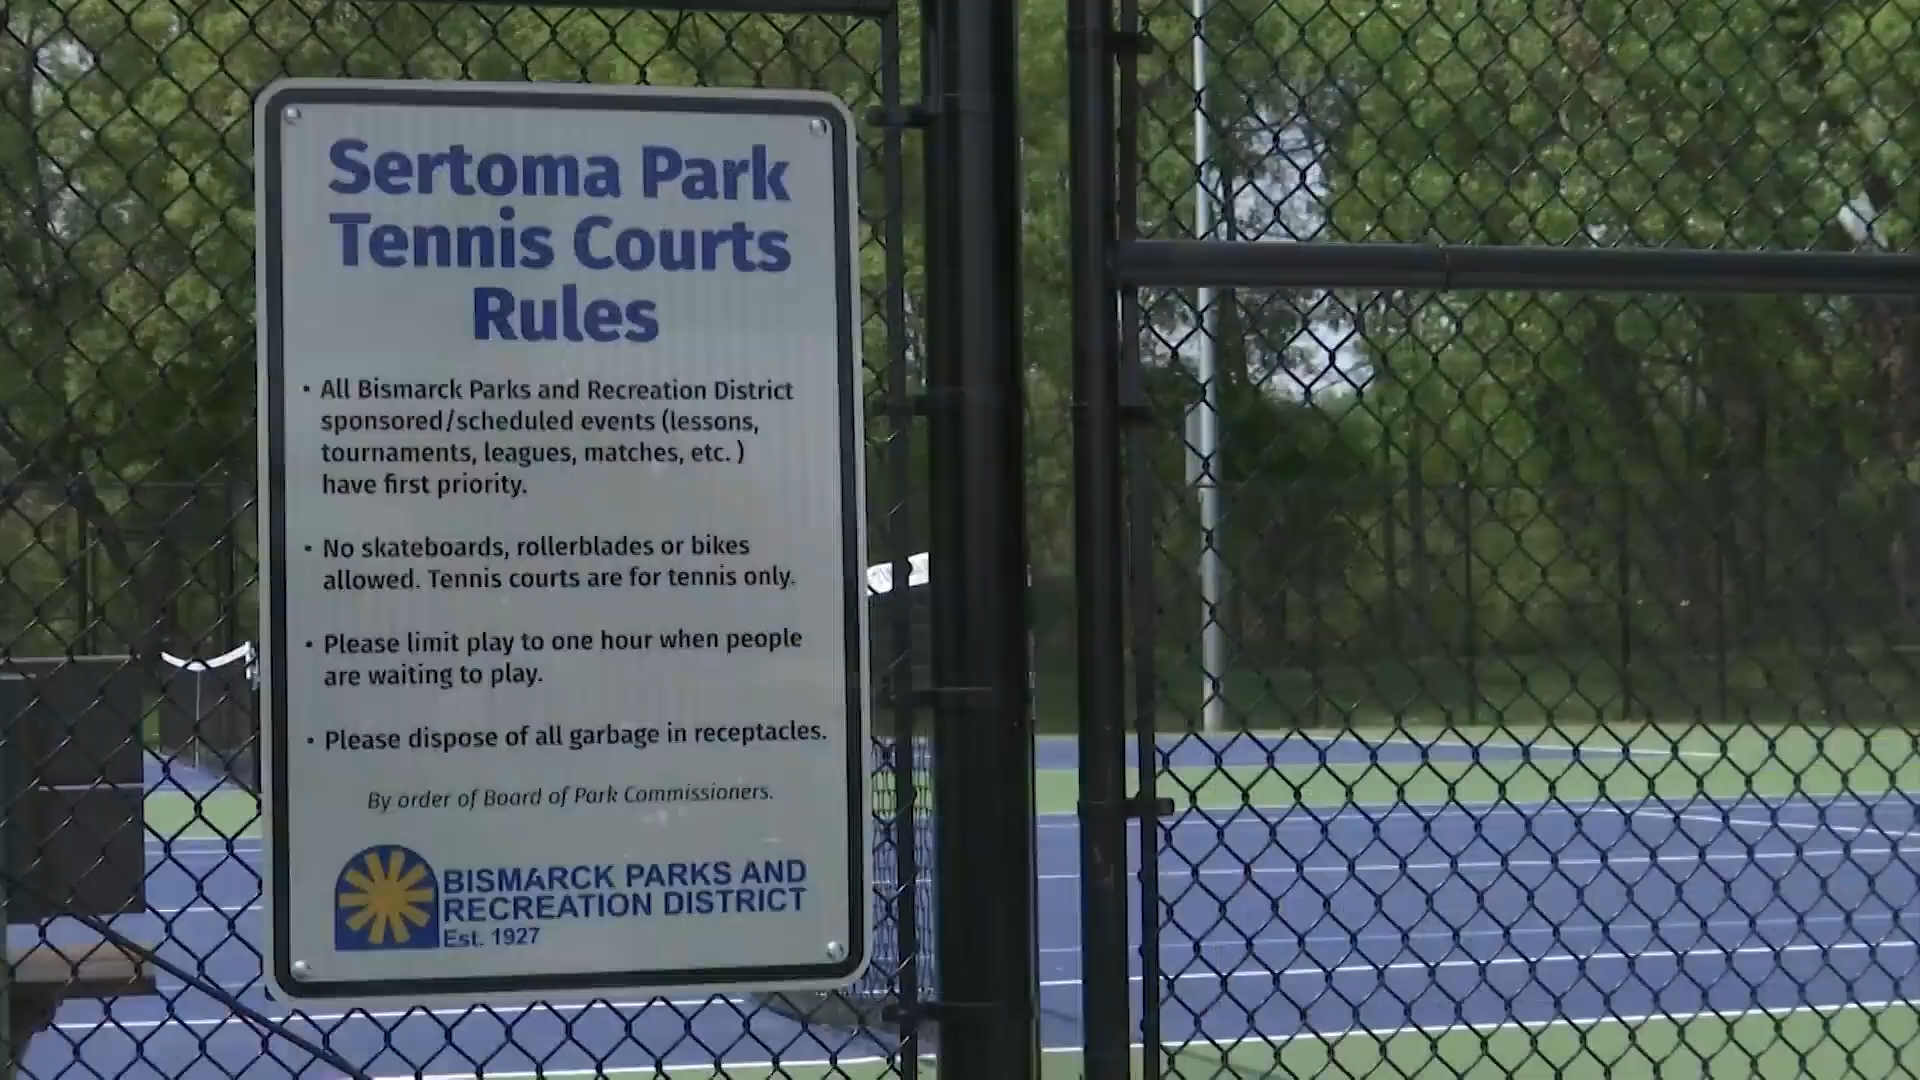 Sertoma Park
Tennis Courts
Rules
• All Bismarck Parks and Recreation District
sponsored/scheduled events (lessons,
tournaments, leagues, matches, etc. )
have first priority.
• No skateboards, rollerblades or bikes
allowed. Tennis courts are for tennis only.
• Please limit play to one hour when people
are waiting to play.
• Please dispose of all garbage in receptacles.
By order of Board of Park Commissioners.
BISMARCK PARKS AND
RECREATION DISTRICT
Est. 1927